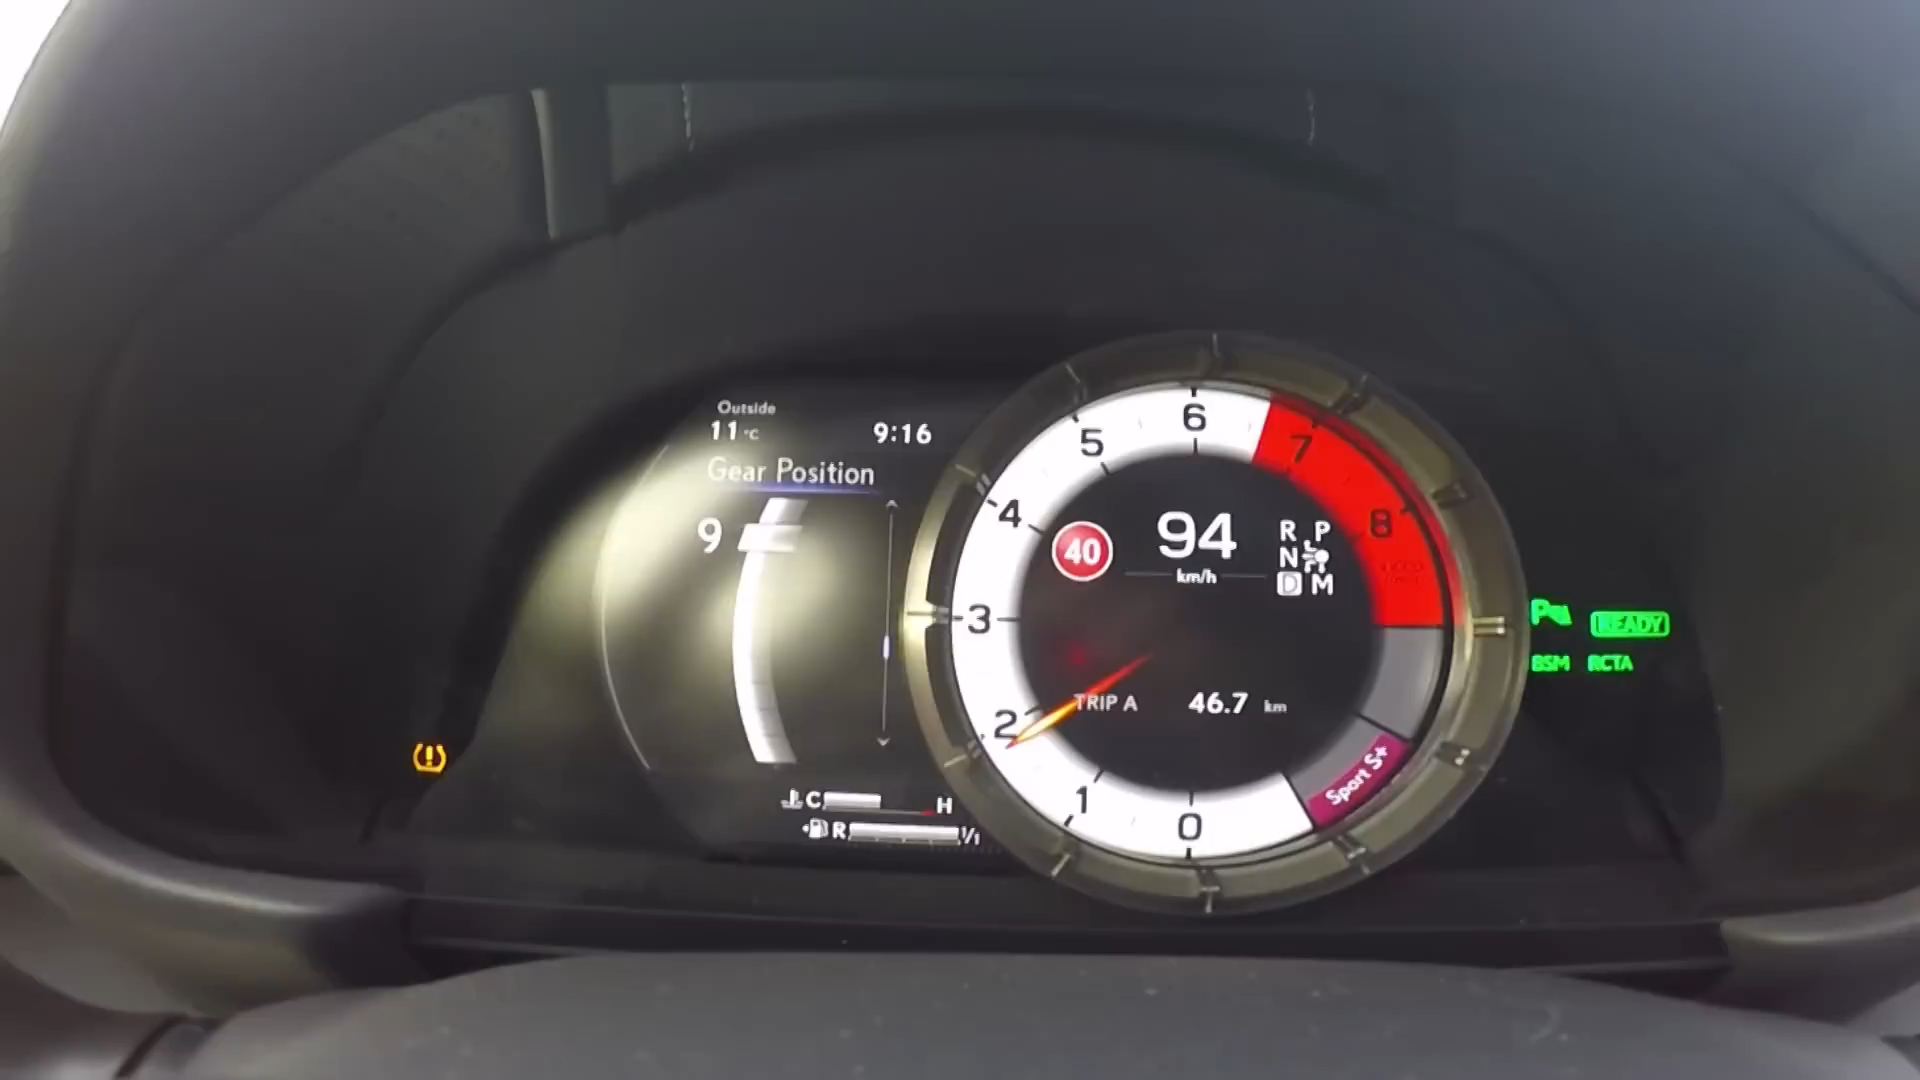 Outside
11 °C 9:16
Gear Position
9
C H
R 1/1
0 1 2 3 4 5 6 7 8
40 94
km/h
R P
N
D M
TRIP A 46.7 km
Sport S+
READY
BSM RCTA